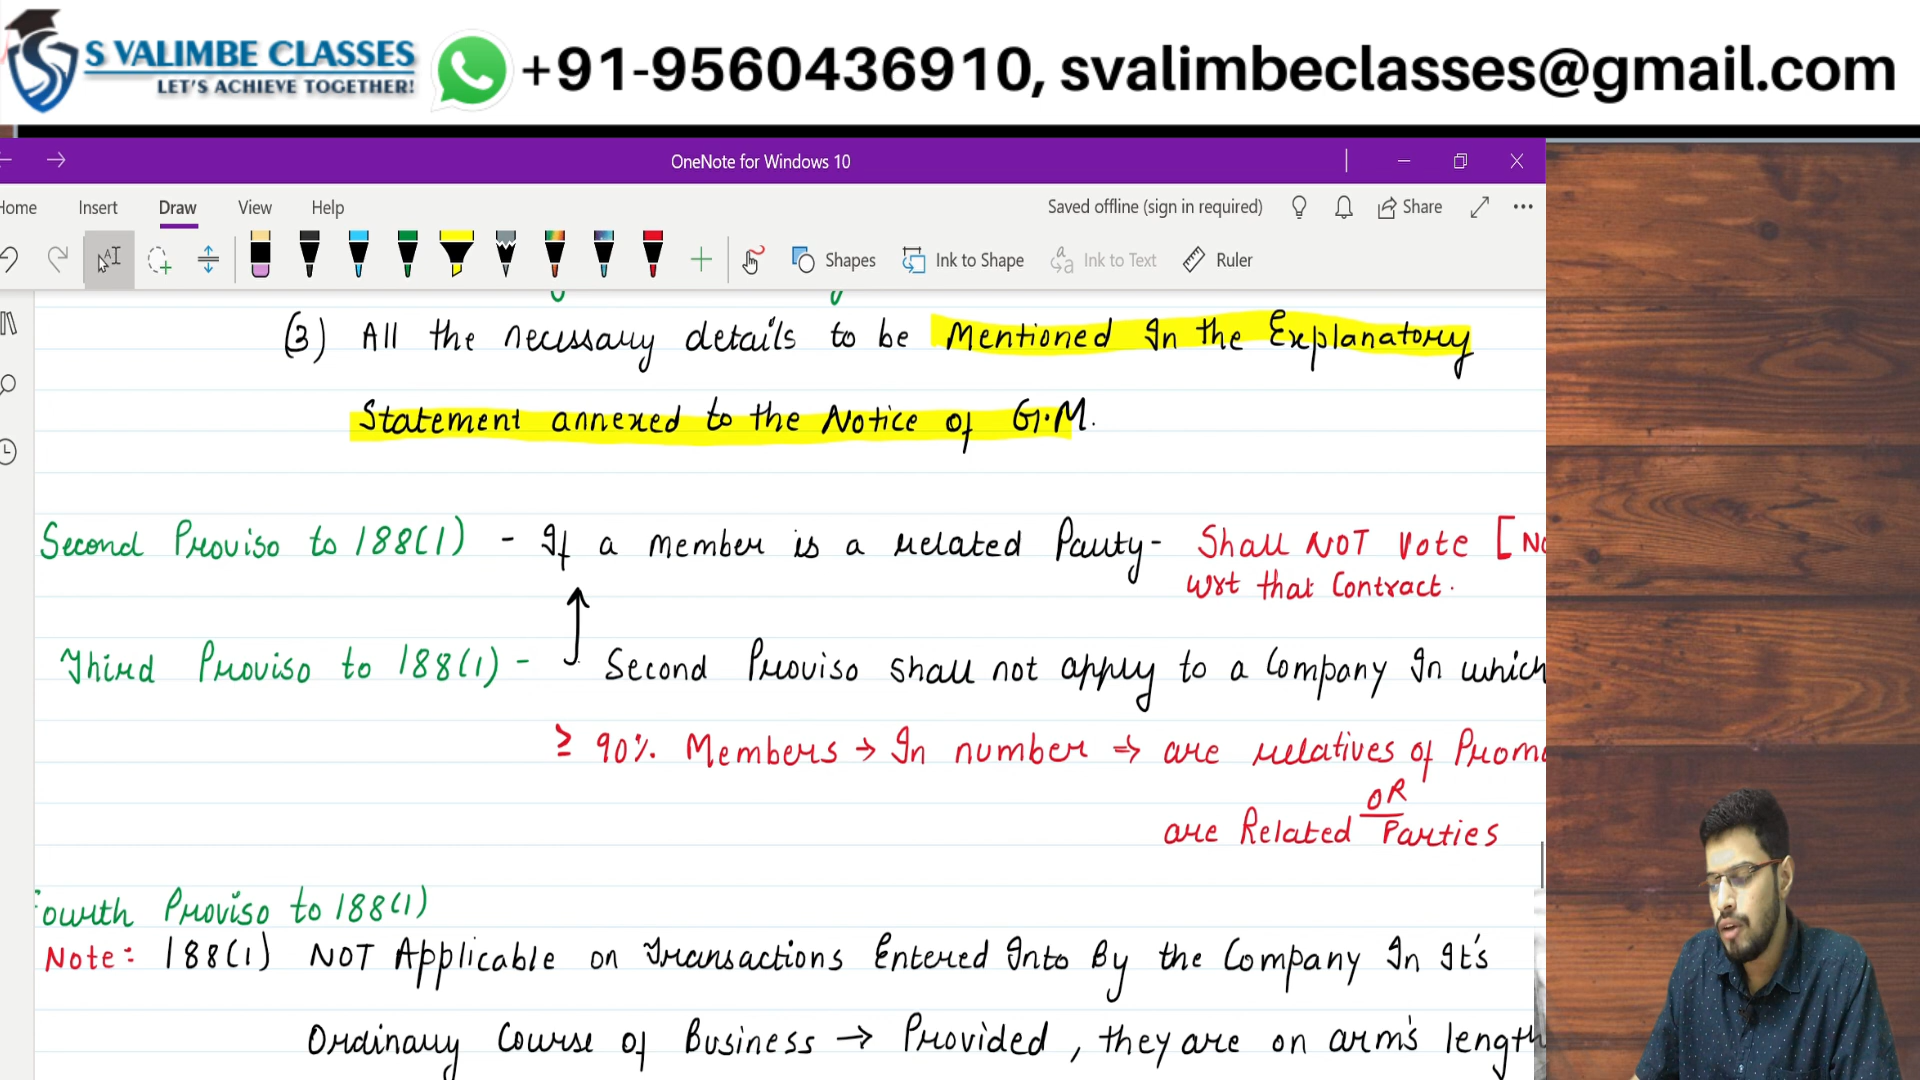 S VALIMBE CLASSES
LET'S ACHIEVE TOGETHER!
+91-9560436910, svalimbeclasses@gmail.com
OneNote for Windows 10
Home Insert Draw View Help
Saved offline (sign in required) Share
Shapes Ink to Shape Ink to Text Ruler
(3) All the necessary details to be Mentioned In the Explanatory
Statement annexed to the Notice of G.M.
Second Proviso to 188(1) - If a member is a related Party - Shall NOT Vote [No
wrt that Contract.
Third Proviso to 188(1) - Second Proviso shall not apply to a Company In which
≥ 90% Members → In number ⇒ are relatives of Promo
OR
are Related Parties
Fourth Proviso to 188(1)
Note:- 188(1) NOT Applicable on Transactions Entered Into By the Company In It's
Ordinary Course of Business → Provided, they are on arm's length